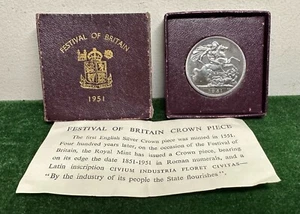 FESTIVAL OF BRITAIN
1951
1951
FESTIVAL OF BRITAIN CROWN PIECE
The first English Silver Crown piece was minted in 1551.
Four hundred years later, on the occasion of the Festival of
Britain, the Royal Mint has issued a Crown piece, bearing
on its edge the date 1851-1951 in Roman numerals, and a
Latin inscription CIVIUM INDUSTRIA FLORET CIVITAS—
"By the industry of its people the State flourishes".